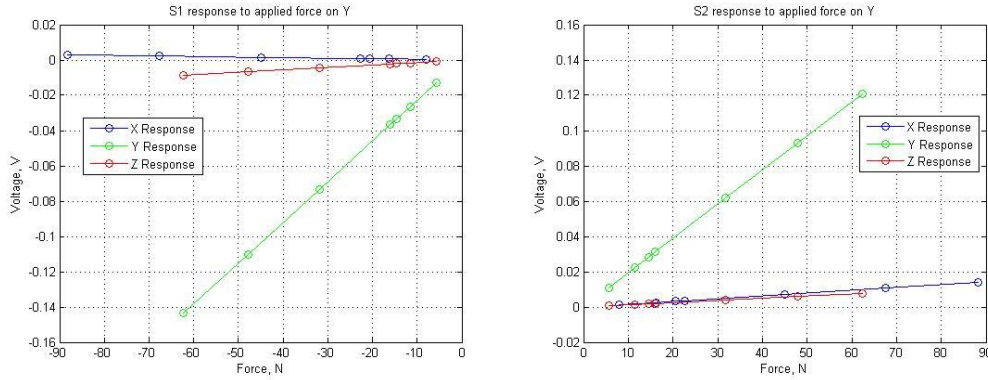 S1 response to applied force on Y
0.02
0
-0.02
-0.04
-0.06
-0.08
-0.1
-0.12
-0.14
-0.16
Voltage, V
X Response
Y Response
Z Response
-90 -80 -70 -60 -50 -40 -30 -20 -10 0
Force, N
S2 response to applied force on Y
0.16
0.14
0.12
0.1
0.08
0.06
0.04
0.02
0
-0.02
Voltage, V
X Response
Y Response
Z Response
0 10 20 30 40 50 60 70 80 90
Force, N